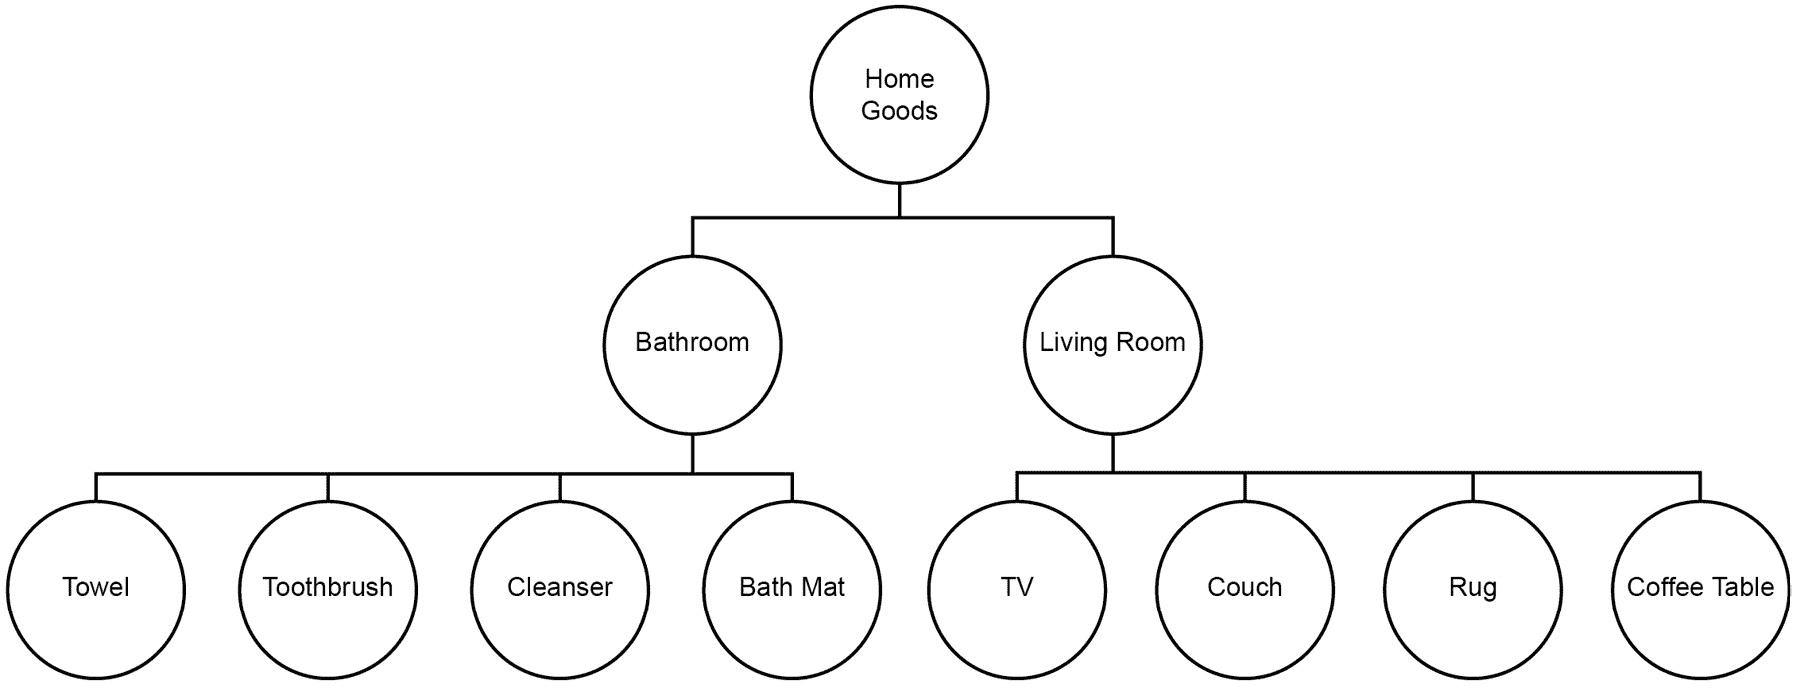 Home
Goods
Bathroom
Living Room
Towel
Toothbrush
Cleanser
Bath Mat
TV
Couch
Rug
Coffee Table